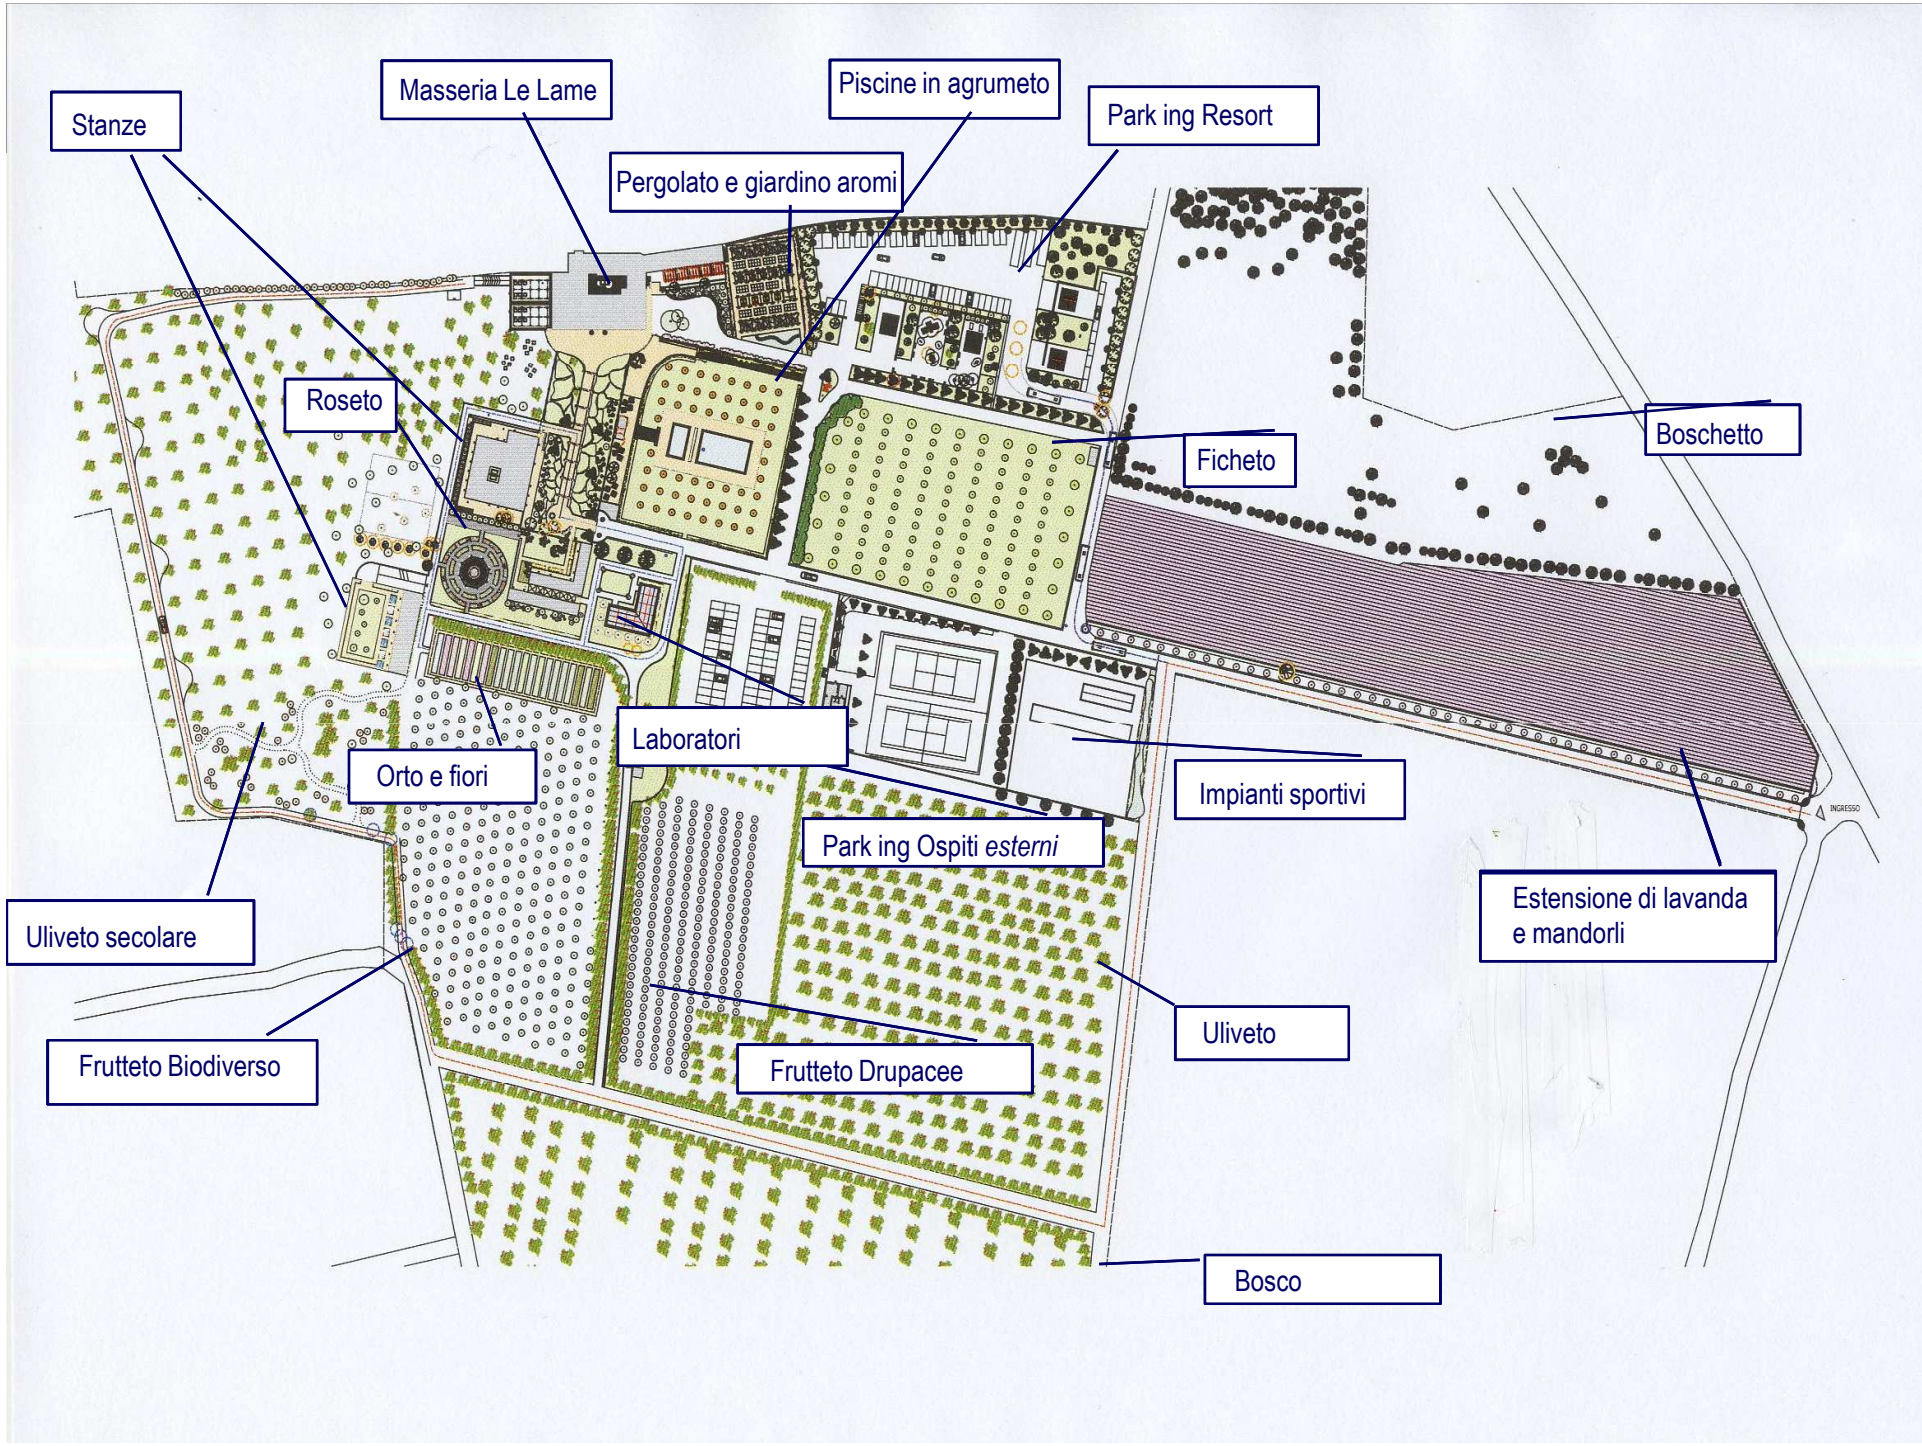 Masseria Le Lame
Piscine in agrumeto
Stanze
Park ing Resort
Pergolato e giardino aromi
Roseto
Ficheto
Boschetto
Laboratori
Orto e fiori
Impianti sportivi
INGRESSO
Park ing Ospiti esterni
Uliveto secolare
Estensione di lavanda
e mandorli
Uliveto
Frutteto Biodiverso
Frutteto Drupacee
Bosco